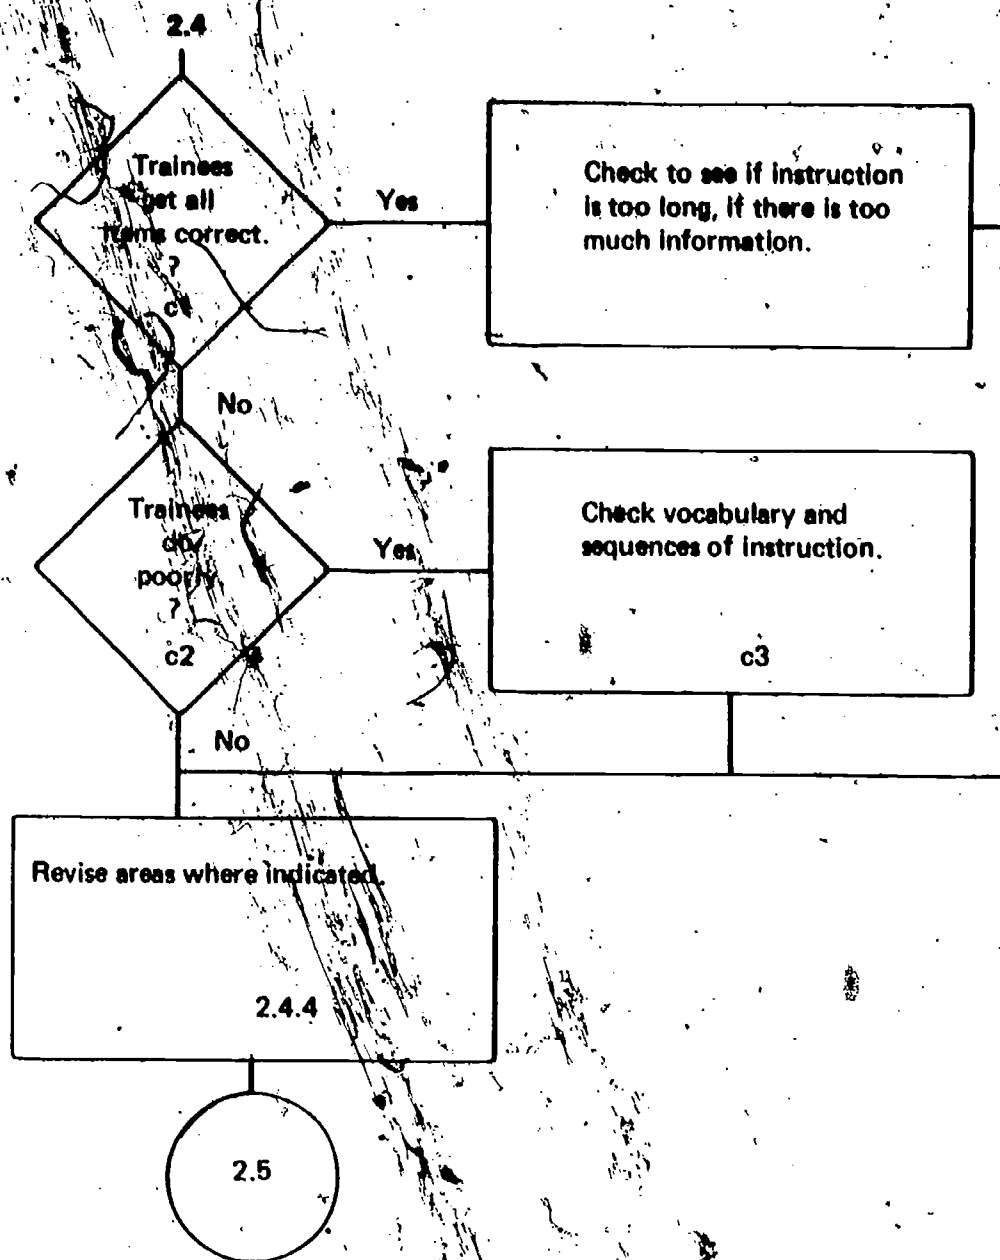 2.4
Trainees
get all
items correct.
?
c
Yes
Check to see if instruction
is too long, if there is too
much information.
No
Trainees
do
poorly
?
c2
Yes
Check vocabulary and
sequences of instruction.
c3
No
Revise areas where indicated.
2.4.4
2.5